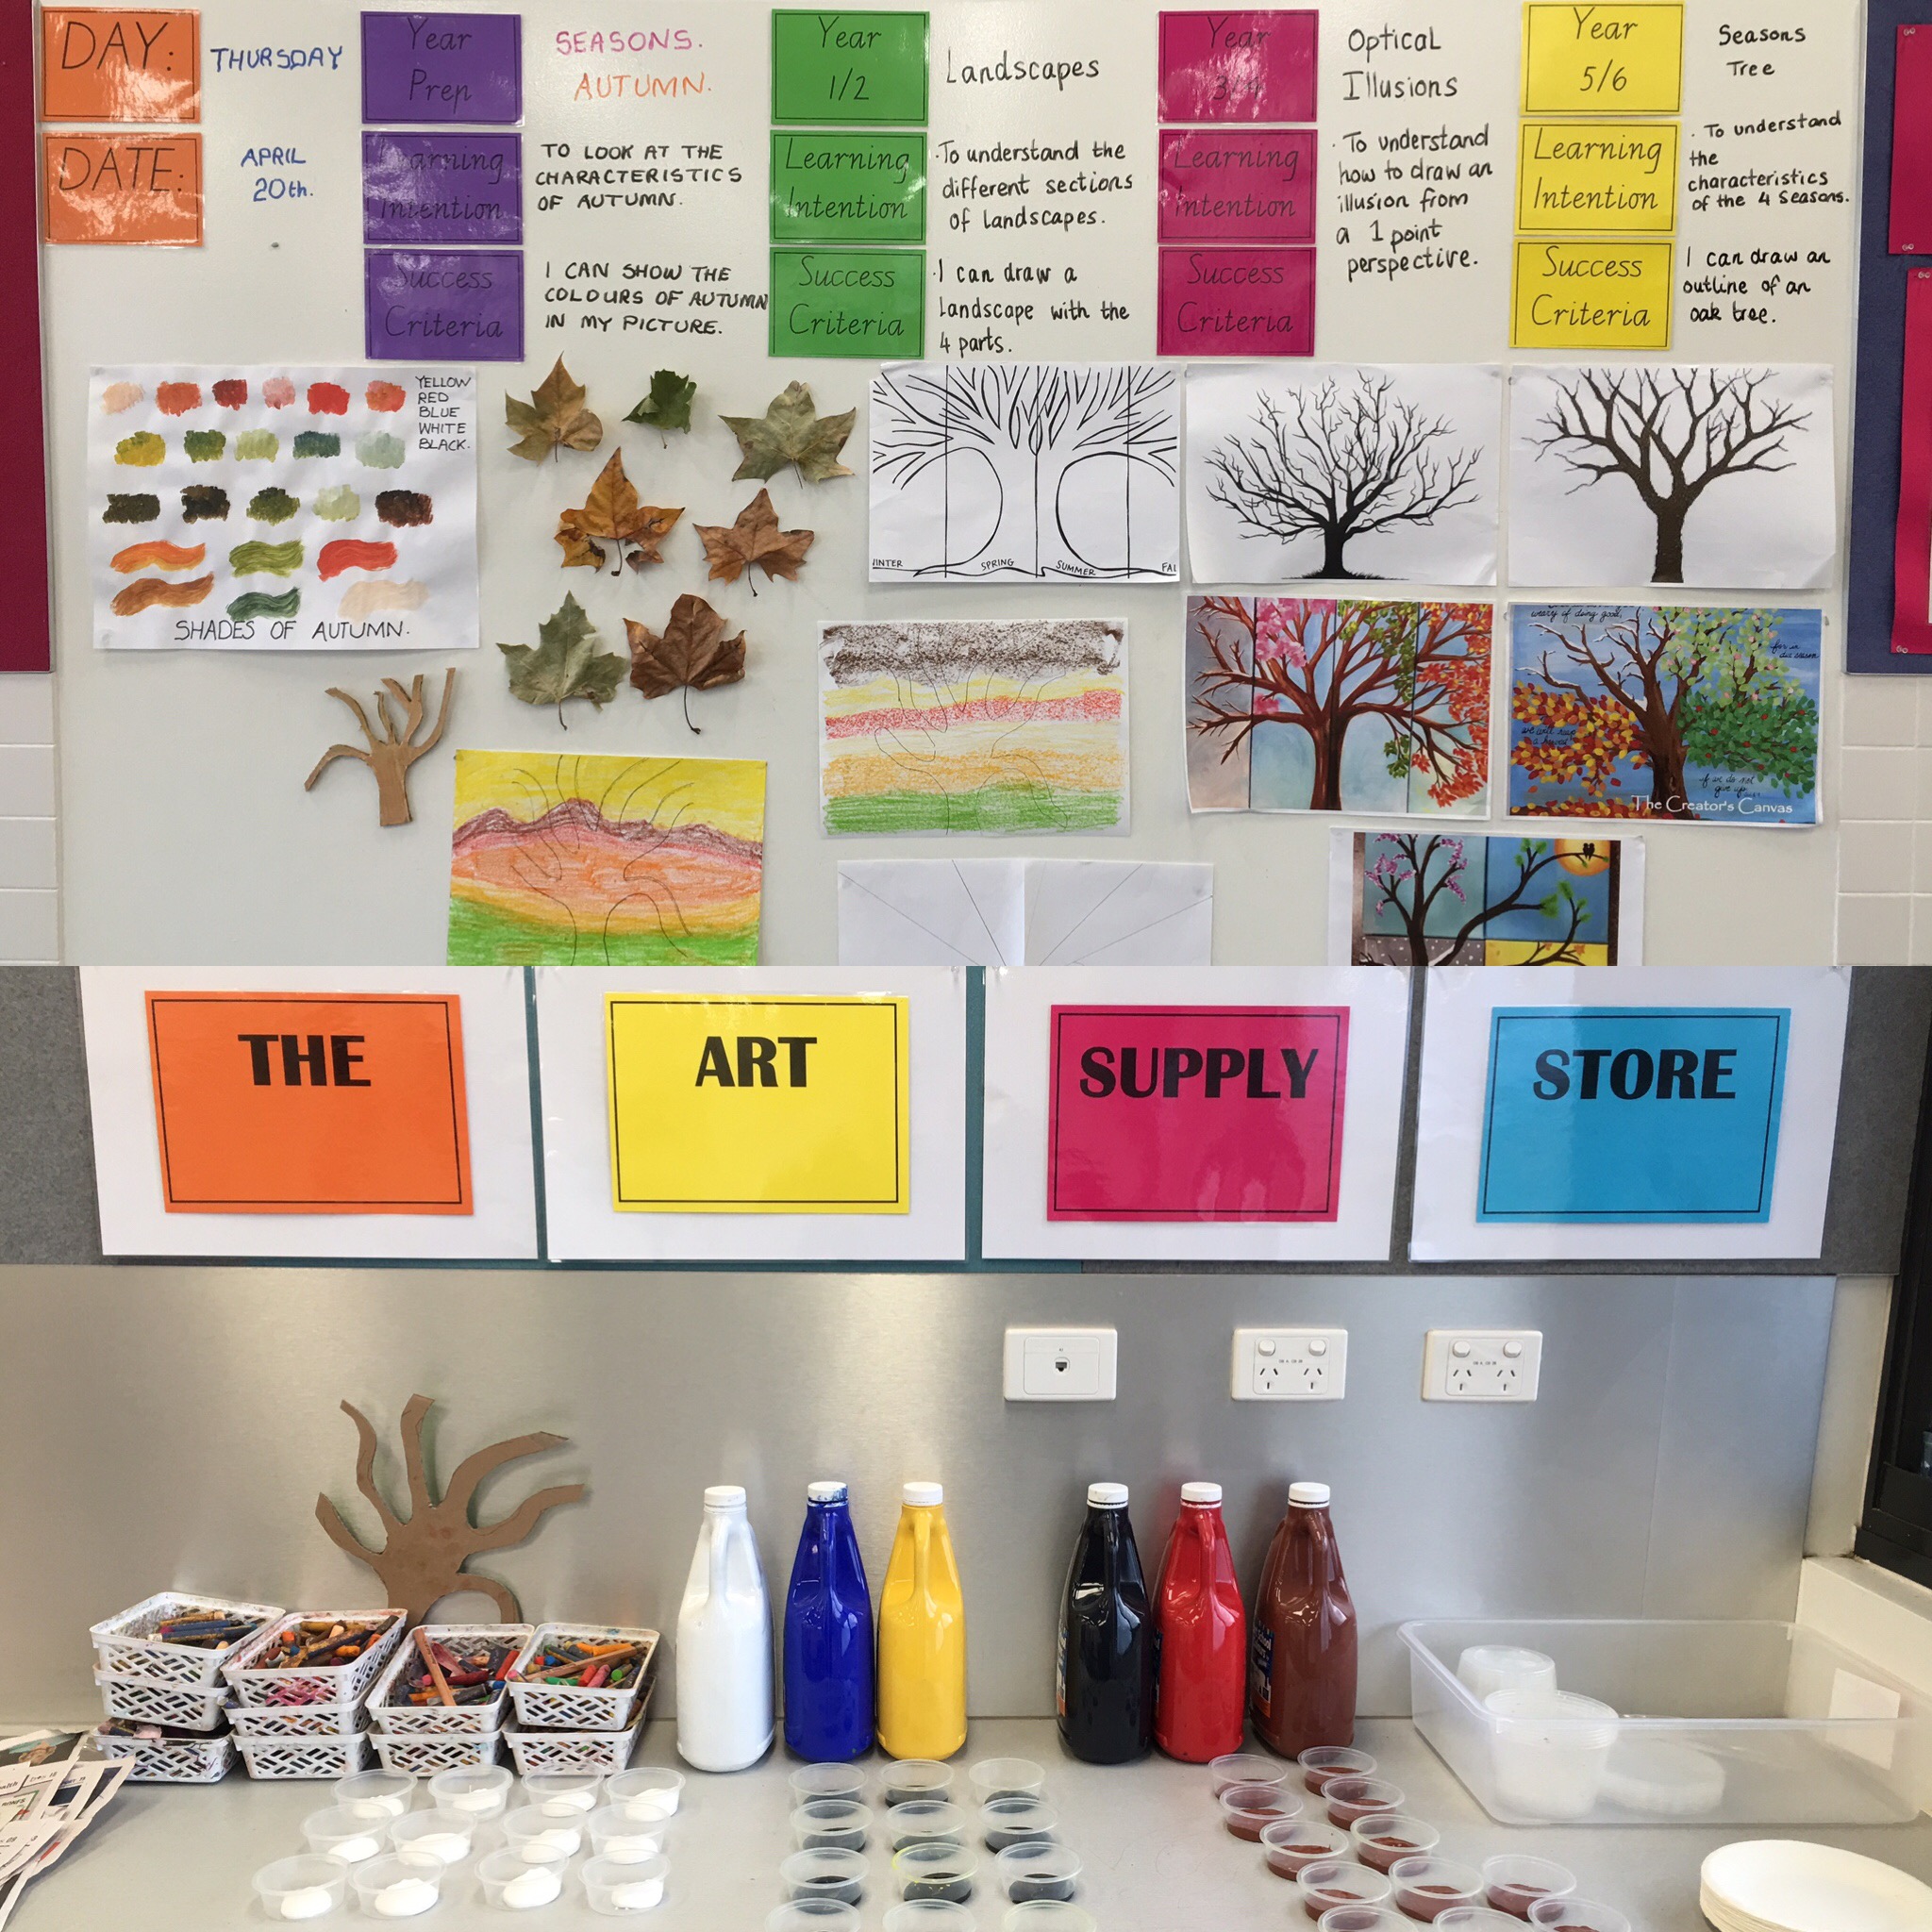 DAY:
THURSDAY
DATE:
APRIL
20th.
Year
Prep
SEASONS.
AUTUMN.
Learning
Intention
TO LOOK AT THE
CHARACTERISTICS
OF AUTUMN.
Success
Criteria
I CAN SHOW THE
COLOURS OF AUTUMN
IN MY PICTURE.
Year
1/2
Landscapes
Learning
Intention
·To understand the
different sections
of landscapes.
Success
Criteria
·I can draw a
landscape with the
4 parts.
Year
3/4
Optical
Illusions
Learning
Intention
· To understand
how to draw an
illusion from
a 1 point
perspective.
Success
Criteria
Year
5/6
Seasons
Tree
Learning
Intention
· To understand
the
characteristics
of the 4 Seasons.
Success
Criteria
I can draw an
outline of an
oak tree.
YELLOW
RED
BLUE
WHITE
BLACK.
SHADES OF AUTUMN.
INTER
SPRING
SUMMER
FAL
weary of doing good,
for in
due season
we will reap
a harvest
if we do not
give up
The Creator's Canvas
THE
ART
SUPPLY
STORE